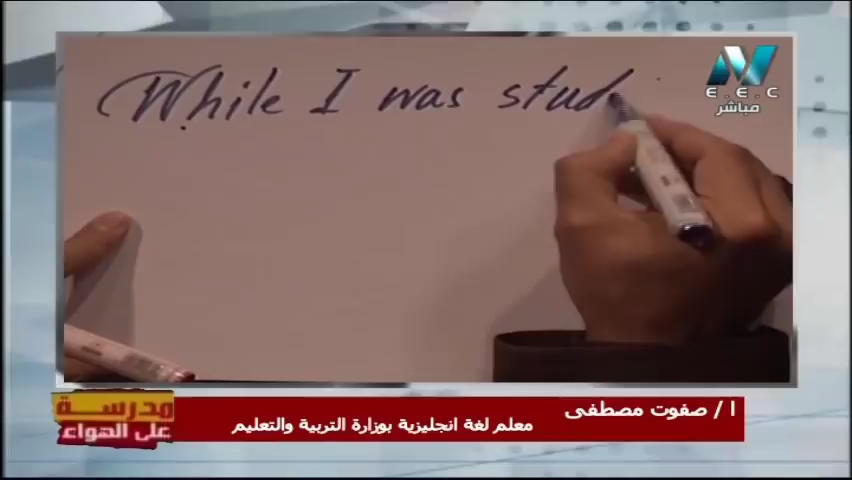 While I was stud
E.E.C
مباشر
ا / صفوت مصطفى
معلم لغة انجليزية بوزارة التربية والتعليم
مدرسة
على الهواء